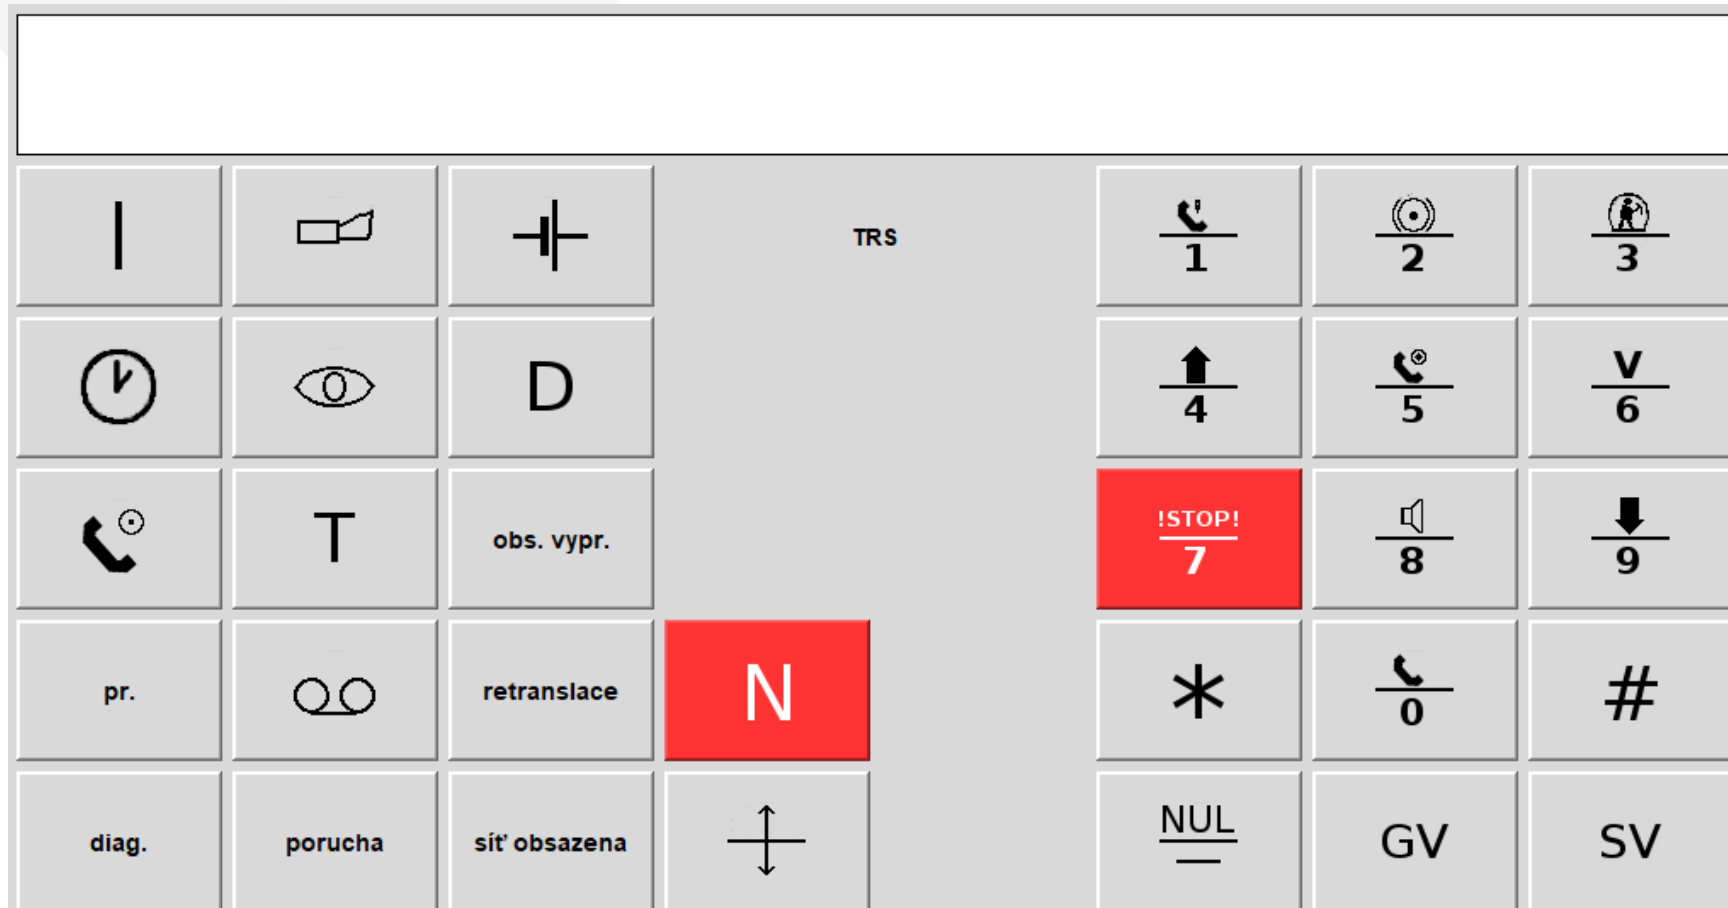 TRS
1
2
3
D
4
5
V
6
T
obs. vypr.
!STOP!
7
8
9
pr.
retranslace
N
*
0
#
diag.
porucha
síť obsazena
NUL
GV
SV